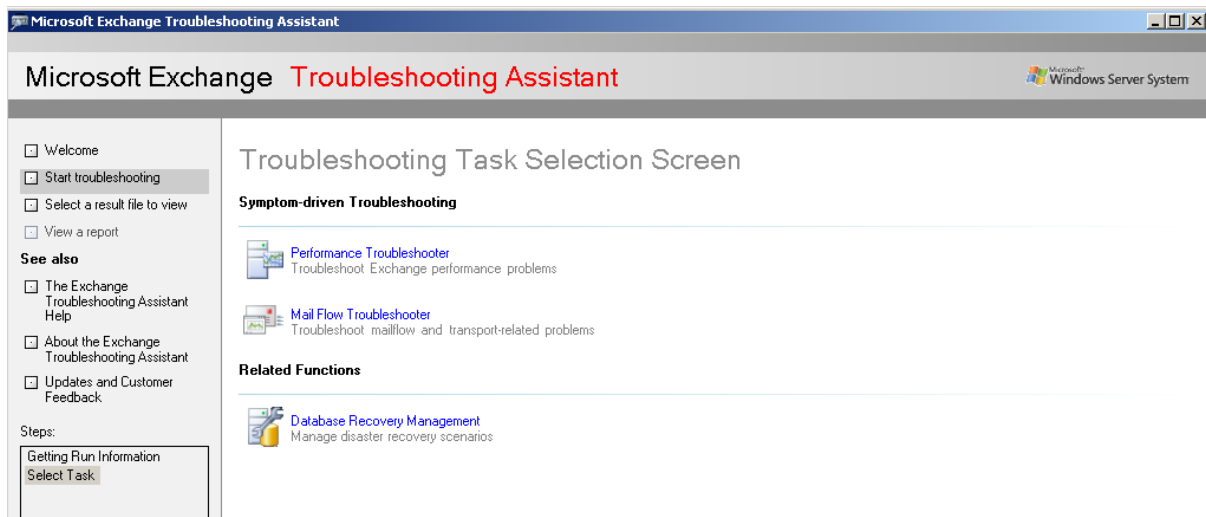 Microsoft Exchange Troubleshooting Assistant
Microsoft Exchange Troubleshooting Assistant
Microsoft
Windows Server System
Welcome
Start troubleshooting
Select a result file to view
View a report
See also
The Exchange
Troubleshooting Assistant
Help
About the Exchange
Troubleshooting Assistant
Updates and Customer
Feedback
Steps:
Getting Run Information
Select Task
Troubleshooting Task Selection Screen
Symptom-driven Troubleshooting
Performance Troubleshooter
Troubleshoot Exchange performance problems
Mail Flow Troubleshooter
Troubleshoot mailflow and transport-related problems
Related Functions
Database Recovery Management
Manage disaster recovery scenarios